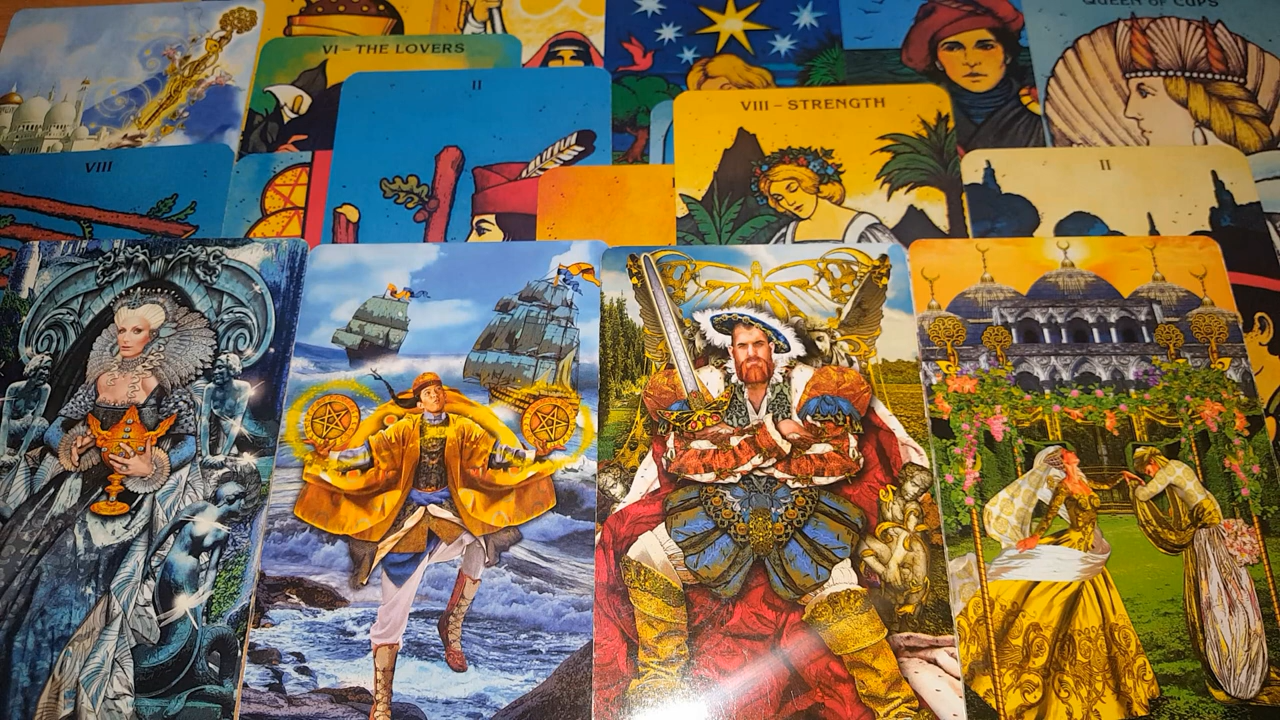 QUEEN OF CUPS
VI – THE LOVERS
II
VIII – STRENGTH
VIII
II